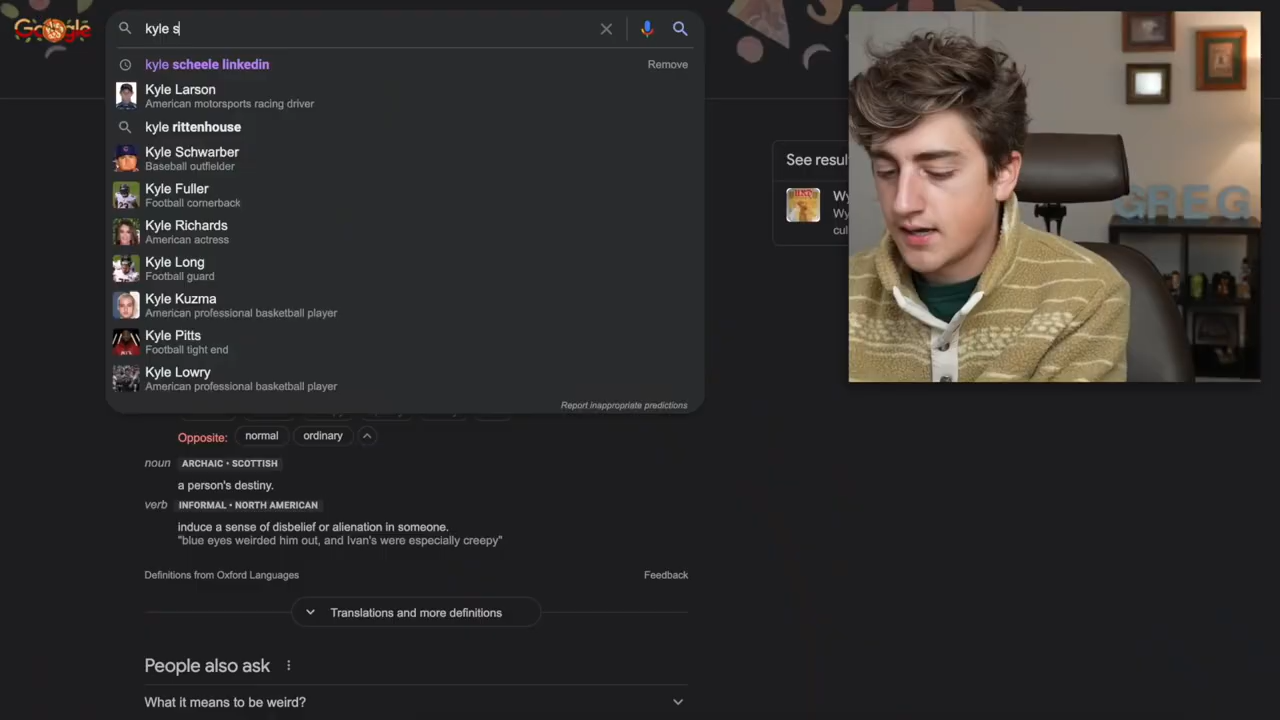 Google
kyle s
kyle scheele linkedin
Remove
Kyle Larson
American motorsports racing driver
kyle rittenhouse
Kyle Schwarber
Baseball outfielder
Kyle Fuller
Football cornerback
Kyle Richards
American actress
Kyle Long
Football guard
Kyle Kuzma
American professional basketball player
Kyle Pitts
Football tight end
Kyle Lowry
American professional basketball player
Report inappropriate predictions
See resul
Wy
Wy
cul
GREG
Opposite: normal ordinary
noun ARCHAIC • SCOTTISH
a person's destiny.
verb INFORMAL • NORTH AMERICAN
induce a sense of disbelief or alienation in someone.
"blue eyes weirded him out, and Ivan's were especially creepy"
Definitions from Oxford Languages
Feedback
Translations and more definitions
People also ask
What it means to be weird?